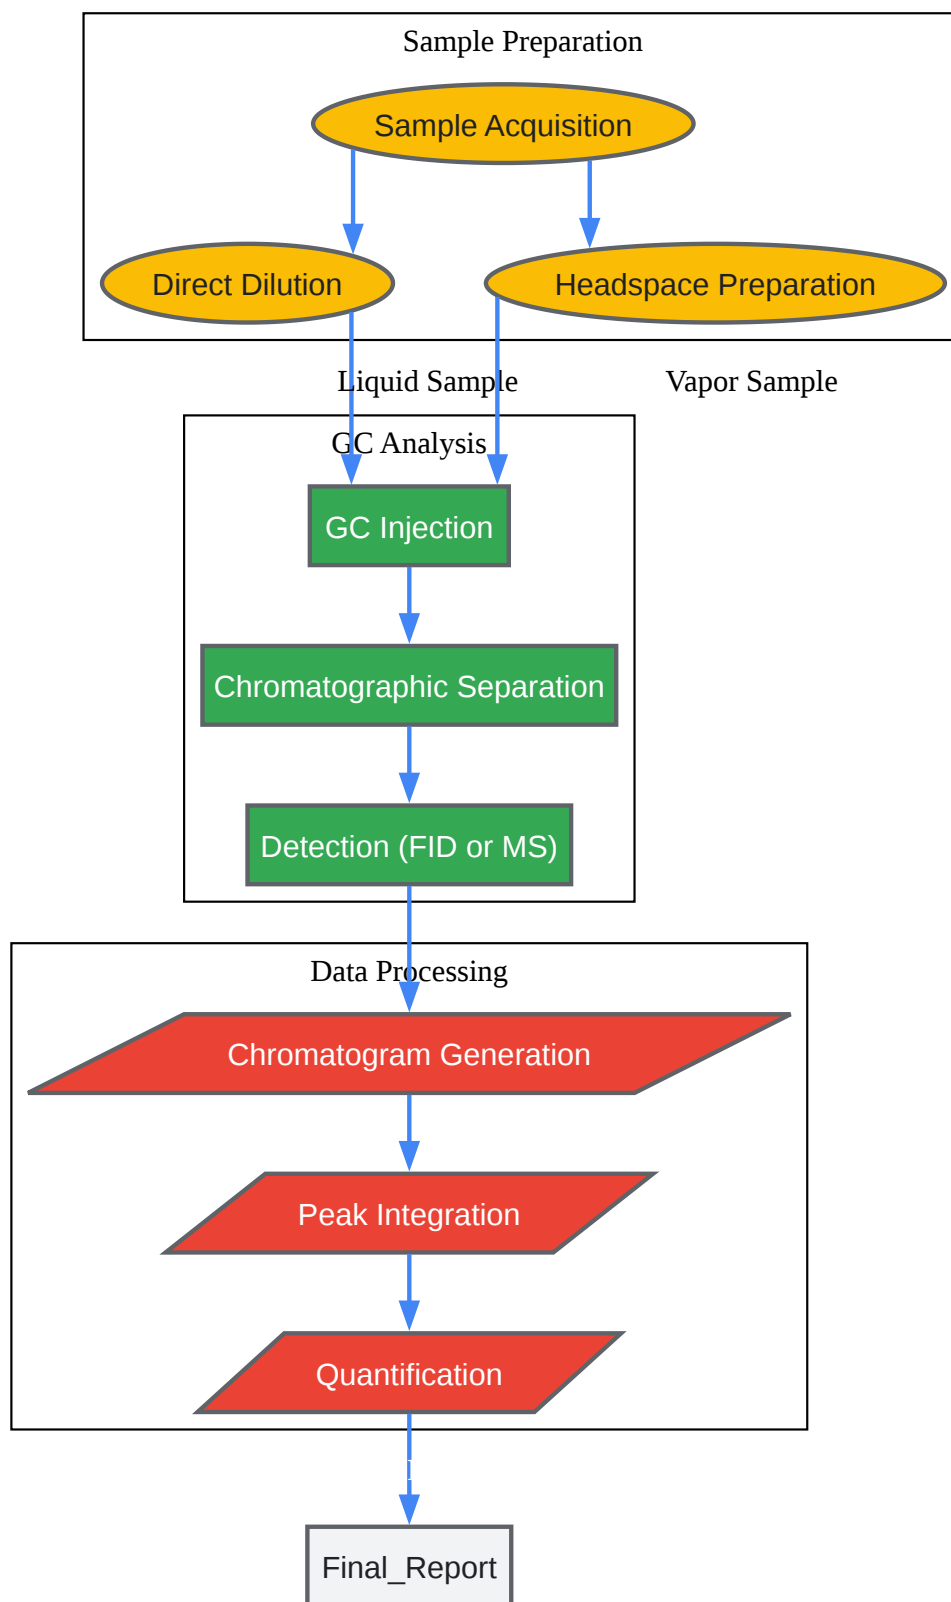 Sample Preparation
Sample Acquisition
Direct Dilution
Headspace Preparation
Liquid Sample
Vapor Sample
GC Analysis
GC Injection
Chromatographic Separation
Detection (FID or MS)
Data Processing
Chromatogram Generation
Peak Integration
Quantification
Final_Report